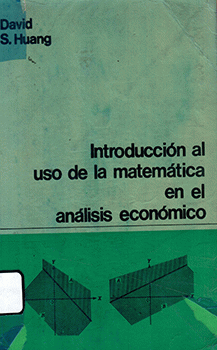 David
S. Huang
Introducción al
uso de la matemática
en el
análisis económico